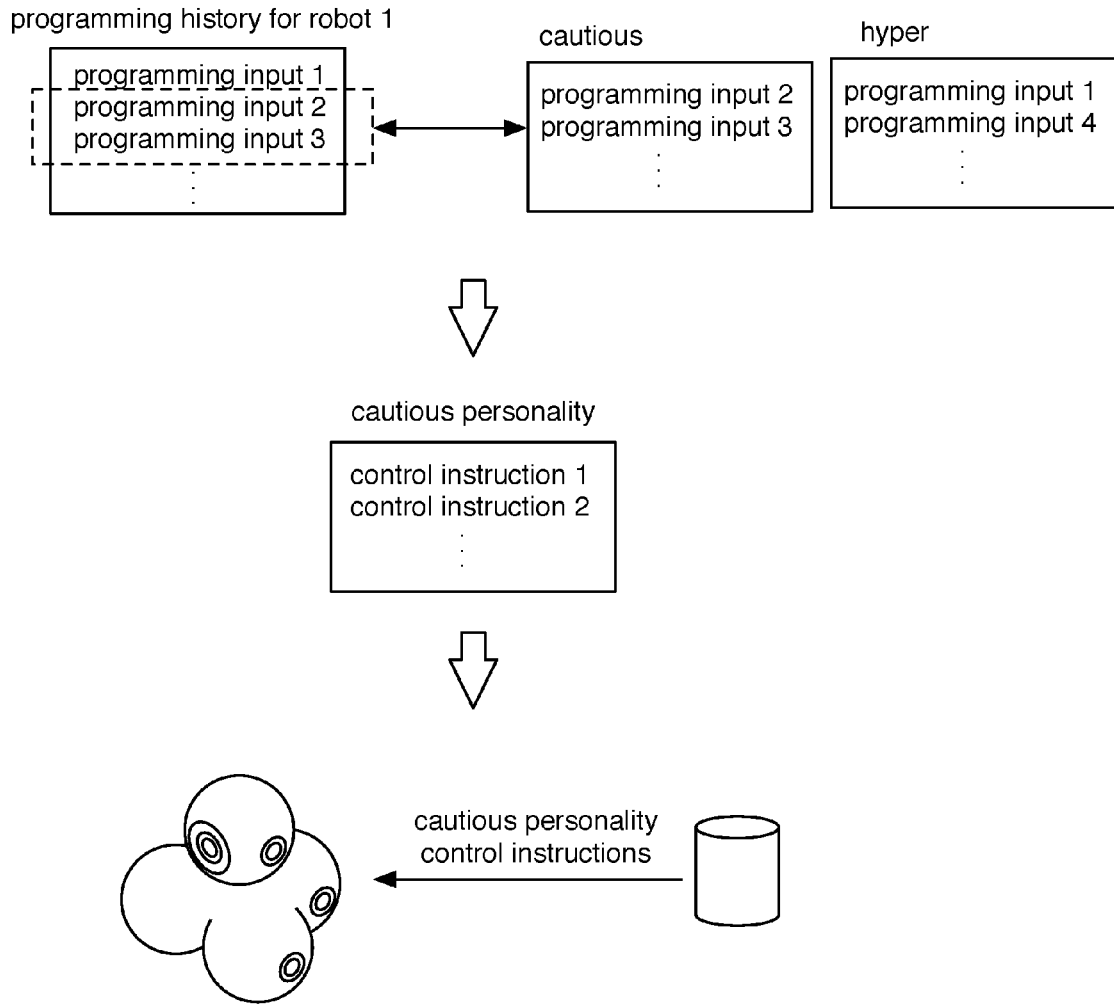 programming history for robot 1
programming input 1
programming input 2
programming input 3
cautious
programming input 2
programming input 3
hyper
programming input 1
programming input 4
cautious personality
control instruction 1
control instruction 2
cautious personality
control instructions